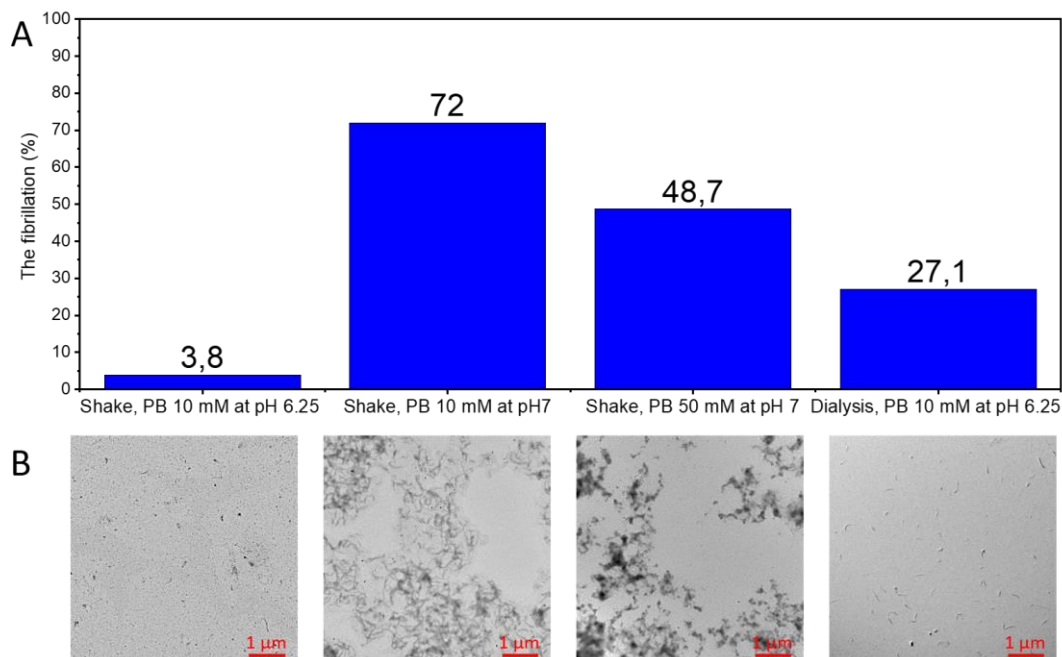 A
100
90
80
70
60
50
40
30
20
10
0
The fibrillation (%)
3,8
72
48,7
27,1
Shake, PB 10 mM at pH 6.25
Shake, PB 10 mM at pH7
Shake, PB 50 mM at pH 7
Dialysis, PB 10 mM at pH 6.25
B
1 µm
1 µm
1 µm
1 µm